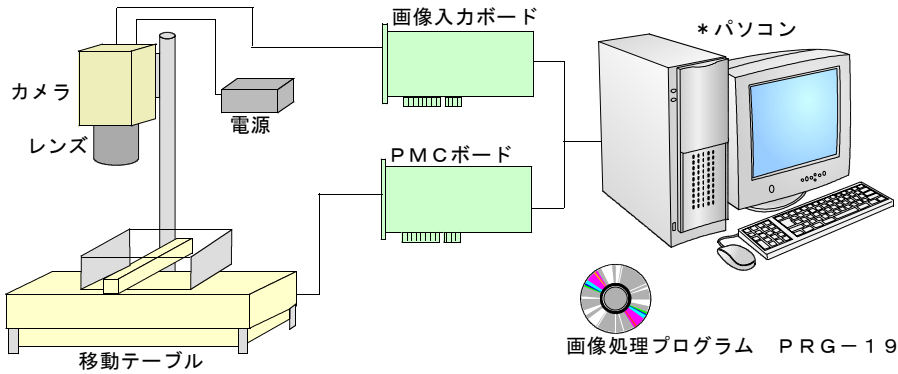 画像入力ボード
＊パソコン
カメラ
電源
レンズ
ＰＭＣボード
移動テーブル
画像処理プログラム　ＰＲＧ－１９